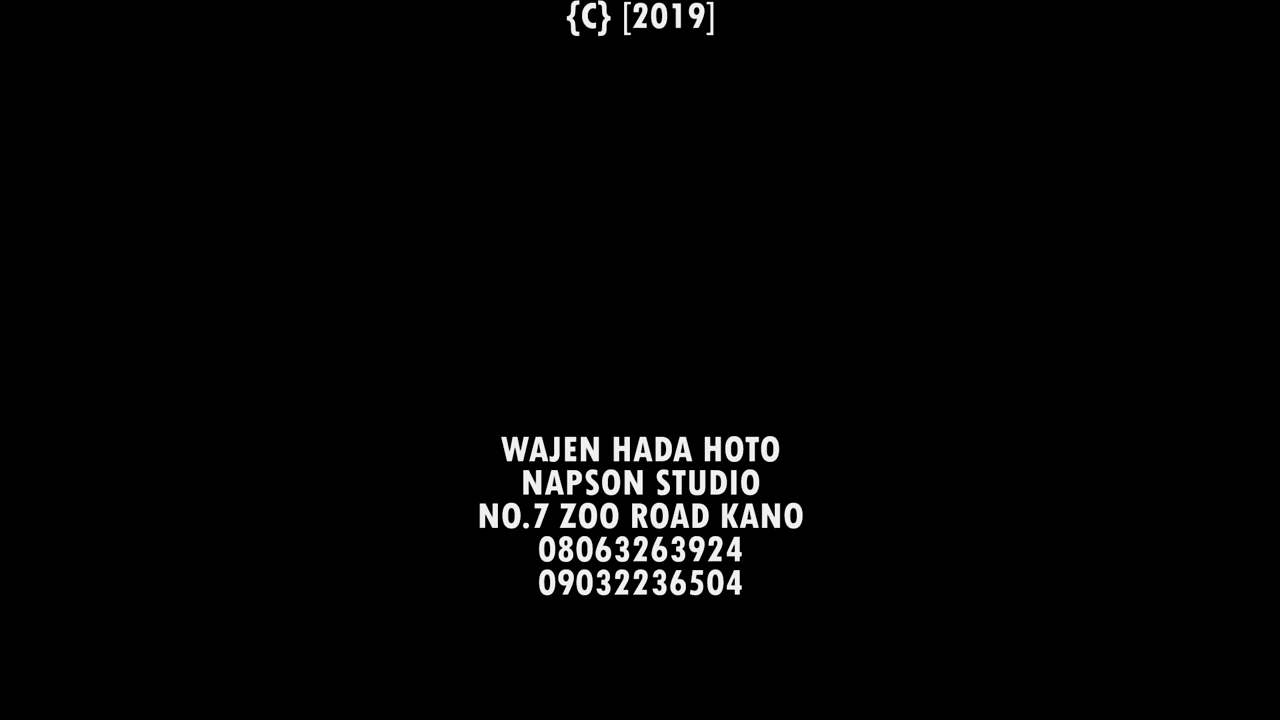 {C} [2019]
WAJEN HADA HOTO
NAPSON STUDIO
NO.7 ZOO ROAD KANO
08063263924
09032236504